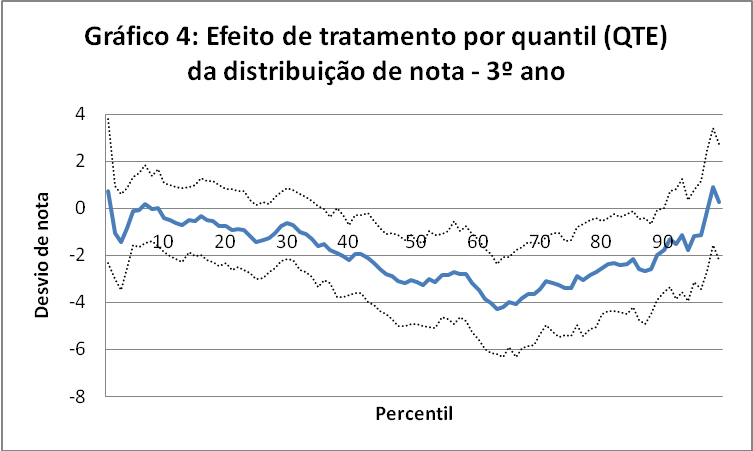 Gráfico 4: Efeito de tratamento por quantil (QTE)
da distribuição de nota - 3º ano
Desvio de nota
4
2
0
10 20 30 40 50 60 70 80 90
-2
-4
-6
-8
Percentil